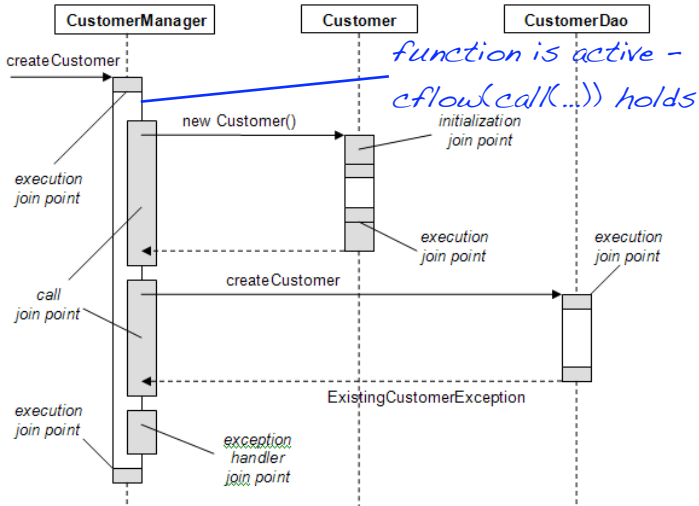 CustomerManager
Customer
CustomerDao
function is active -
cflow(call(...)) holds
createCustomer
new Customer()
initialization
join point
execution
join point
execution
join point
execution
join point
createCustomer
call
join point
ExistingCustomerException
execution
join point
exception
handler
join point